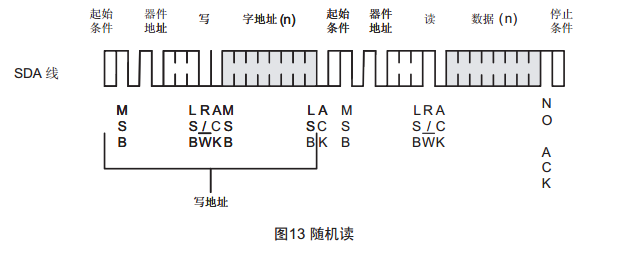 起始 器件 写 字地址(n) 起始 器件 读 数据(n) 停止
条件 地址 条件 地址 条件
SDA 线
M L R A M L A M L R A N
S S / C S S C S S / C O
B B W K B B K B B W K
A
C
K
写地址
图13 随机读